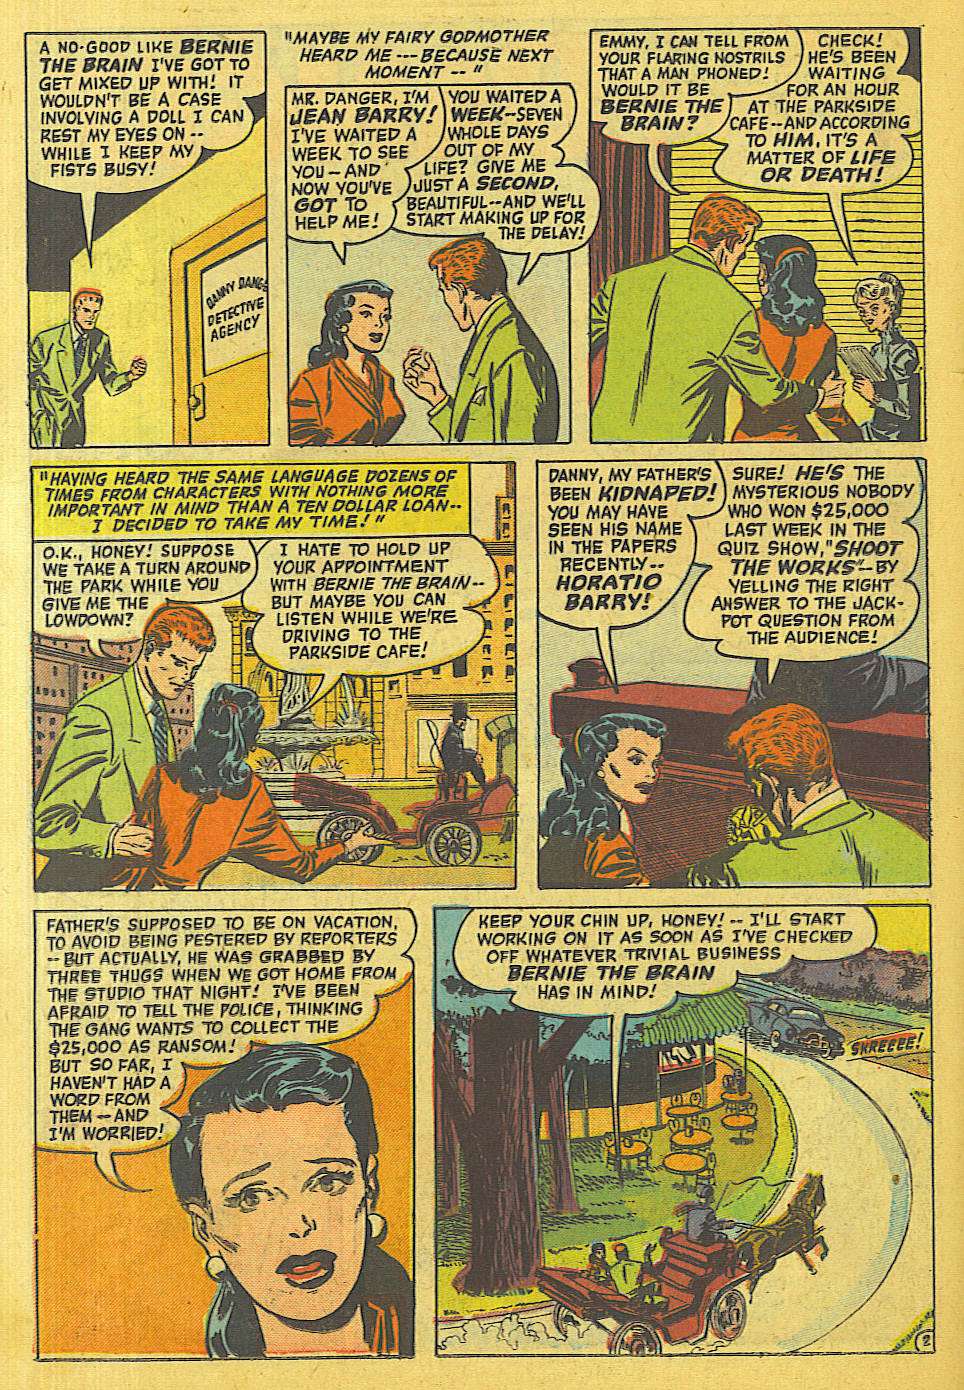 A NO-GOOD LIKE BERNIE
THE BRAIN I'VE GOT TO
GET MIXED UP WITH! IT
WOULDN'T BE A CASE
INVOLVING A DOLL I CAN
REST MY EYES ON--
WHILE I KEEP MY
FISTS BUSY!
DANNY DANGE
DETECTIVE
AGENCY
"MAYBE MY FAIRY GODMOTHER
HEARD ME --- BECAUSE NEXT
MOMENT -- "
MR. DANGER, I'M
JEAN BARRY!
I'VE WAITED A
WEEK TO SEE
YOU -- AND
NOW YOU'VE
GOT TO
HELP ME!
YOU WAITED A
WEEK--SEVEN
WHOLE DAYS
OUT OF MY
LIFE? GIVE ME
JUST A SECOND,
BEAUTIFUL--AND WE'LL
START MAKING UP FOR
THE DELAY!
EMMY, I CAN TELL FROM
YOUR FLARING NOSTRILS
THAT A MAN PHONED!
WOULD IT BE
BERNIE THE
BRAIN?
CHECK!
HE'S BEEN
WAITING
FOR AN HOUR
AT THE PARKSIDE
CAFE--AND ACCORDING
TO HIM, IT'S A
MATTER OF LIFE
OR DEATH!
"HAVING HEARD THE SAME LANGUAGE DOZENS OF
TIMES FROM CHARACTERS WITH NOTHING MORE
IMPORTANT IN MIND THAN A TEN DOLLAR LOAN--
I DECIDED TO TAKE MY TIME!"
O.K., HONEY! SUPPOSE
WE TAKE A TURN AROUND
THE PARK WHILE YOU
GIVE ME THE
LOWDOWN?
I HATE TO HOLD UP
YOUR APPOINTMENT
WITH BERNIE THE BRAIN--
BUT MAYBE YOU CAN
LISTEN WHILE WE'RE
DRIVING TO THE
PARKSIDE CAFE!
DANNY, MY FATHER'S
BEEN KIDNAPED!
YOU MAY HAVE
SEEN HIS NAME
IN THE PAPERS
RECENTLY--
HORATIO
BARRY!
SURE! HE'S THE
MYSTERIOUS NOBODY
WHO WON $25,000
LAST WEEK IN THE
QUIZ SHOW, "SHOOT
THE WORKS"--BY
YELLING THE RIGHT
ANSWER TO THE JACK-
POT QUESTION FROM
THE AUDIENCE!
FATHER'S SUPPOSED TO BE ON VACATION,
TO AVOID BEING PESTERED BY REPORTERS
-- BUT ACTUALLY, HE WAS GRABBED BY
THREE THUGS WHEN WE GOT HOME FROM
THE STUDIO THAT NIGHT! I'VE BEEN
AFRAID TO TELL THE POLICE, THINKING
THE GANG WANTS TO COLLECT THE
$25,000 AS RANSOM!
BUT SO FAR, I
HAVEN'T HAD A
WORD FROM
THEM -- AND
I'M WORRIED!
KEEP YOUR CHIN UP, HONEY! -- I'LL START
WORKING ON IT AS SOON AS I'VE CHECKED
OFF WHATEVER TRIVIAL BUSINESS
BERNIE THE BRAIN
HAS IN MIND!
SKREEEE!
2